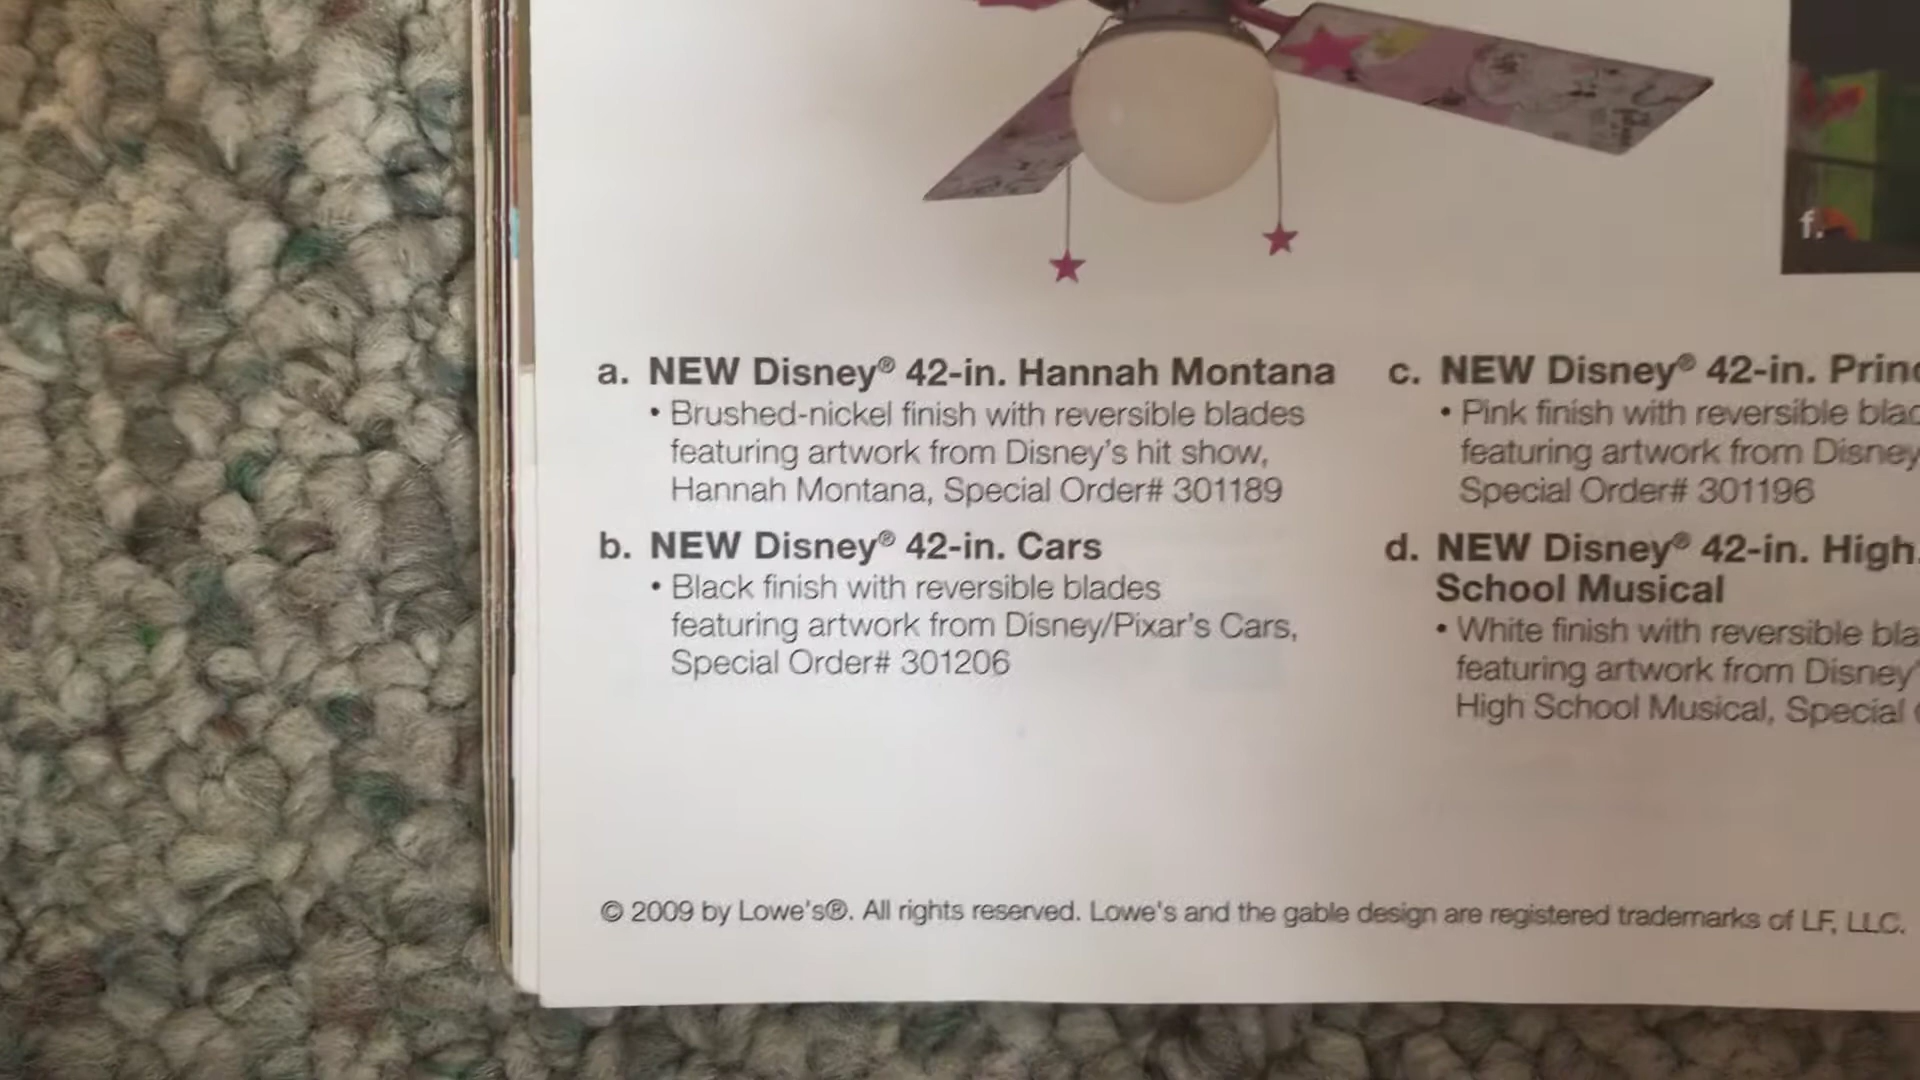 f.
a. NEW Disney® 42-in. Hannah Montana
• Brushed-nickel finish with reversible blades
featuring artwork from Disney's hit show,
Hannah Montana, Special Order# 301189
b. NEW Disney® 42-in. Cars
• Black finish with reversible blades
featuring artwork from Disney/Pixar's Cars,
Special Order# 301206
c. NEW Disney® 42-in.
• Pink finish with reversible
featuring artwork from Disney
Special Order# 301196
d. NEW Disney® 42-in. High
School Musical
• White finish with reversible
featuring artwork from Disney'
High School Musical, Special
© 2009 by Lowe's®. All rights reserved. Lowe's and the gable design are registered trademarks of LF, LLC.